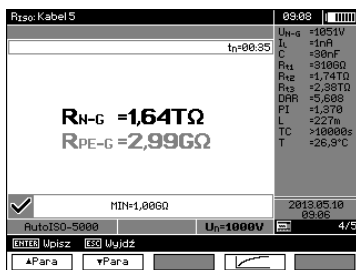 RISO: Kabel 5
09:08
tn=00:35
UN-G =1051V
IL =1nA
C =30nF
Rt1 =310GΩ
Rt2 =1,74TΩ
Rt3 =2,38TΩ
DAR =5,608
PI =1,370
L =227m
TC >10000s
T =26,9°C
RN-G =1,64TΩ
RPE-G =2,99GΩ
MIN=1,00GΩ
2013.05.10
09:06
AutoISO-5000
Un=1000V
4/5
ENTER Wpisz ESC Wyjdź
▲Para ▼Para